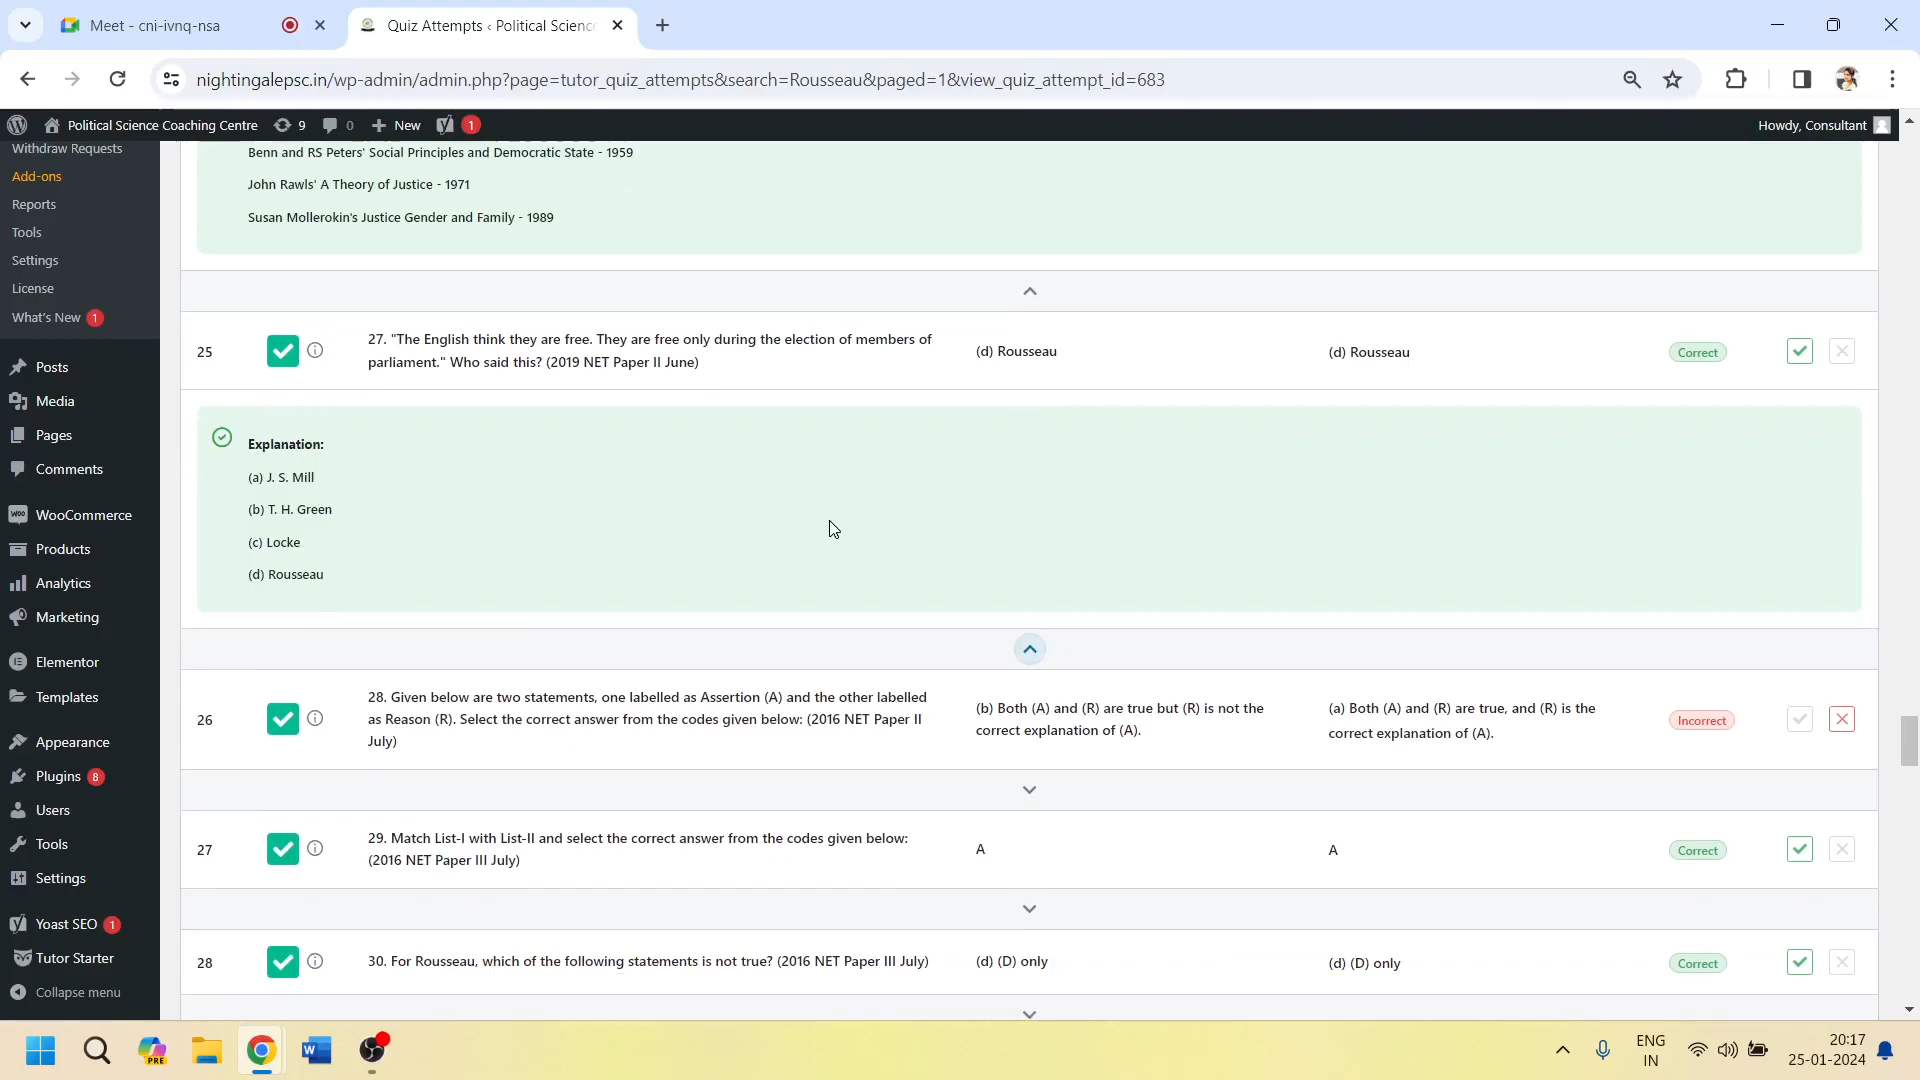 Meet - cni-ivnq-nsa
Quiz Attempts ‹ Political Science
nightingalepsc.in/wp-admin/admin.php?page=tutor_quiz_attempts&search=Rousseau&paged=1&view_quiz_attempt_id=683
Political Science Coaching Centre 9 0 New 1 Howdy, Consultant
Withdraw Requests
Add-ons
Reports
Tools
Settings
License
What's New 1
Posts
Media
Pages
Comments
WooCommerce
Products
Analytics
Marketing
Elementor
Templates
Appearance
Plugins 8
Users
Tools
Settings
Yoast SEO 1
Tutor Starter
Collapse menu
Benn and RS Peters' Social Principles and Democratic State - 1959
John Rawls' A Theory of Justice - 1971
Susan Mollerokin's Justice Gender and Family - 1989
25
27. "The English think they are free. They are free only during the election of members of
parliament." Who said this? (2019 NET Paper II June)
(d) Rousseau
(d) Rousseau
Correct
Explanation:
(a) J. S. Mill
(b) T. H. Green
(c) Locke
(d) Rousseau
26
28. Given below are two statements, one labelled as Assertion (A) and the other labelled
as Reason (R). Select the correct answer from the codes given below: (2016 NET Paper II
July)
(b) Both (A) and (R) are true but (R) is not the
correct explanation of (A).
(a) Both (A) and (R) are true, and (R) is the
correct explanation of (A).
Incorrect
27
29. Match List-I with List-II and select the correct answer from the codes given below:
(2016 NET Paper III July)
A
A
Correct
28
30. For Rousseau, which of the following statements is not true? (2016 NET Paper III July)
(d) (D) only
(d) (D) only
Correct
PRE
ENG
IN
20:17
25-01-2024